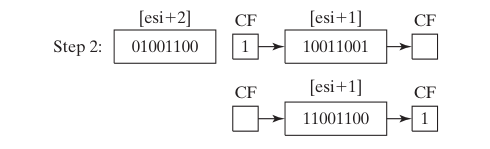 [esi+2] CF [esi+1] CF
Step 2: 01001100 1 10011001
CF [esi+1] CF
11001100 1